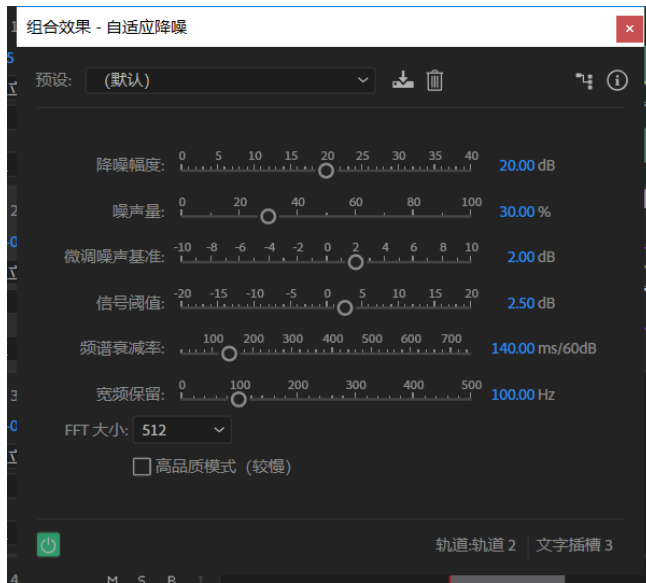 组合效果 - 自适应降噪
预设: (默认)
降噪幅度: 0 5 10 15 20 25 30 35 40 20.00 dB
噪声量: 0 20 40 60 80 100 30.00 %
微调噪声基准: -10 -8 -6 -4 -2 0 2 4 6 8 10 2.00 dB
信号阈值: -20 -15 -10 -5 0 5 10 15 20 2.50 dB
频谱衰减率: 100 200 300 400 500 600 700 140.00 ms/60dB
宽频保留: 0 100 200 300 400 500 100.00 Hz
FFT 大小: 512
高品质模式（较慢）
轨道:轨道 2 文字插槽 3
4 M S R I